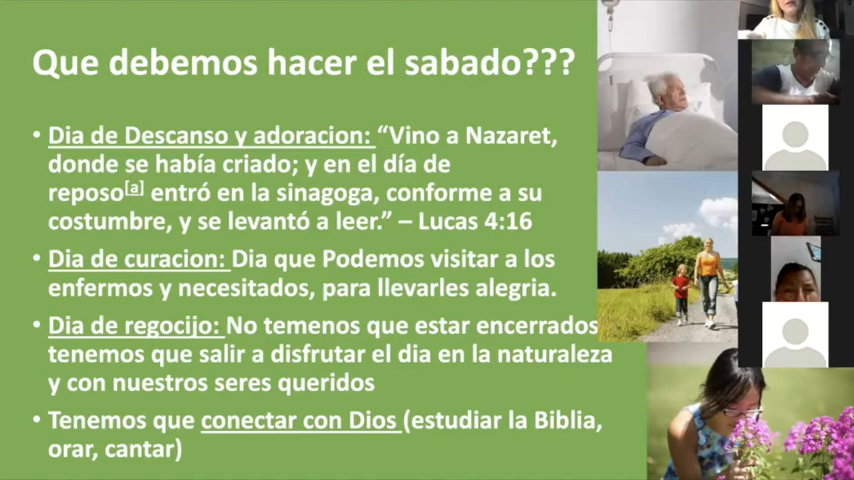 Que debemos hacer el sabado???
• Dia de Descanso y adoracion: “Vino a Nazaret,
donde se había criado; y en el día de
reposo[a] entró en la sinagoga, conforme a su
costumbre, y se levantó a leer.” – Lucas 4:16
• Dia de curacion: Dia que Podemos visitar a los
enfermos y necesitados, para llevarles alegria.
• Dia de regocijo: No temenos que estar encerrados
tenemos que salir a disfrutar el dia en la naturaleza
y con nuestros seres queridos
• Tenemos que conectar con Dios (estudiar la Biblia,
orar, cantar)